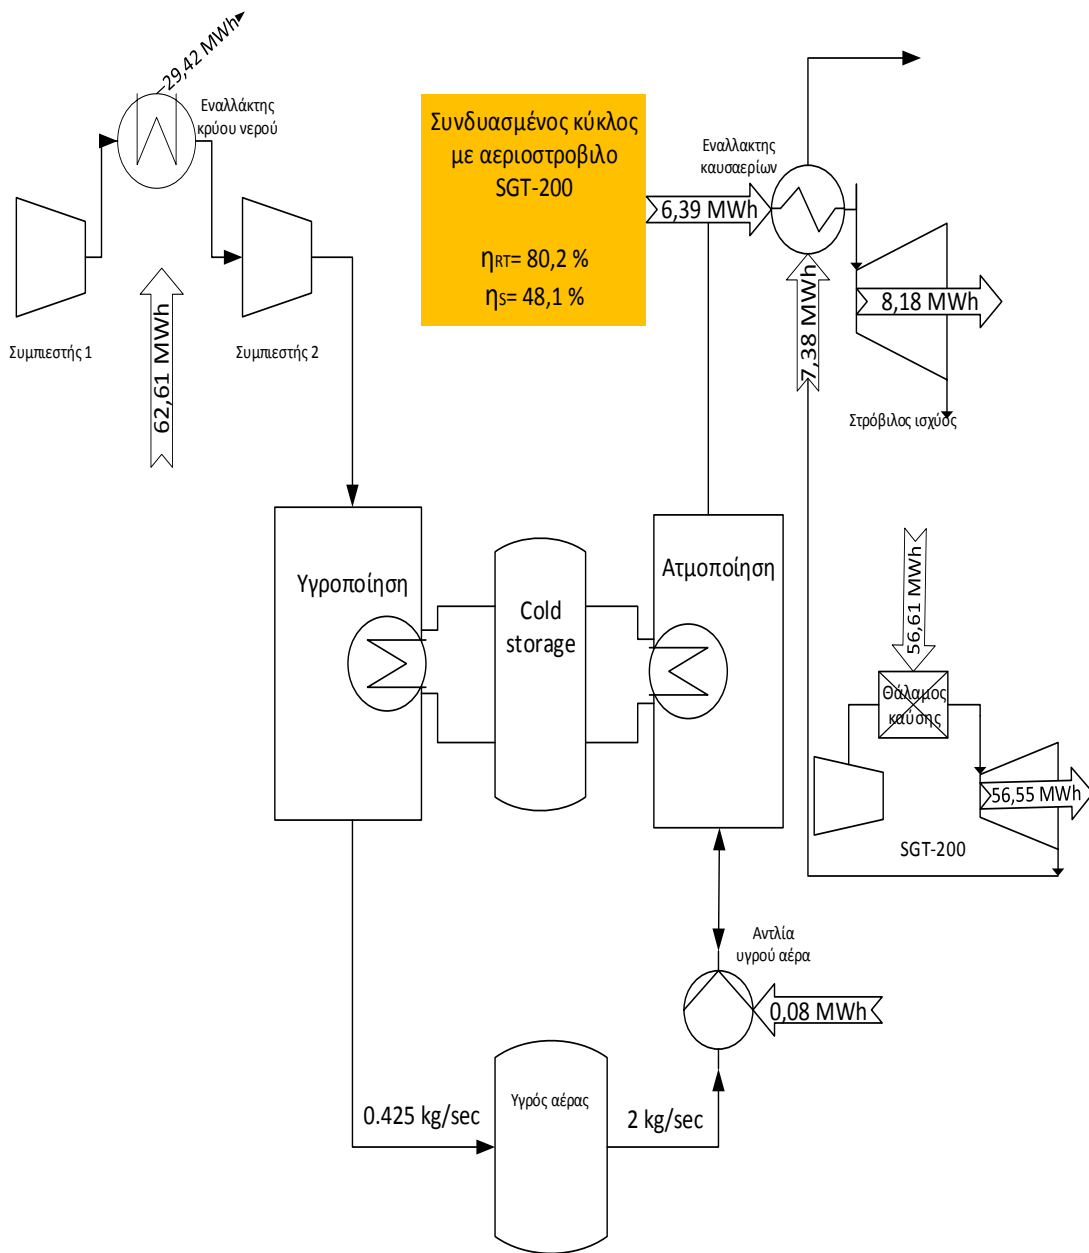 -29,42 MWh
Εναλλάκτης
κρύου νερού
62,61 MWh
Συμπιεστής 1
Συμπιεστής 2
Συνδυασμένος κύκλος
με αεριοστροβιλο
SGT-200
ηRT= 80,2 %
ηs= 48,1 %
Εναλλακτης
καυσαερίων
6,39 MWh
7,38 MWh
8,18 MWh
Στρόβιλος ισχύος
Υγροποίηση
Cold
storage
Ατμοποίηση
56,61 MWh
Θάλαμος
καύσης
56,55 MWh
SGT-200
Αντλία
υγρού αέρα
0,08 MWh
Υγρός αέρας
0.425 kg/sec
2 kg/sec